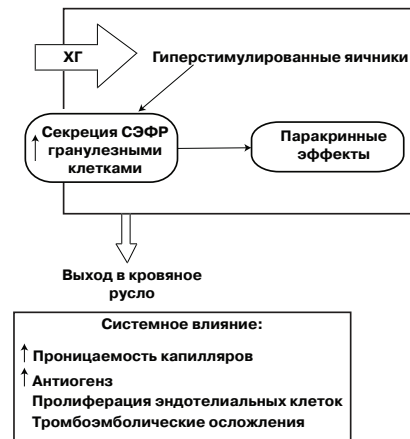 ХГ
Гиперстимулированные яичники
Секреция СЭФР
гранулезными
клетками
Паракринные
эффекты
Выход в кровяное
русло
Системное влияние:
Проницаемость капилляров
Антиогенз
Пролиферация эндотелиальных клеток
Тромбоэмболические осложления